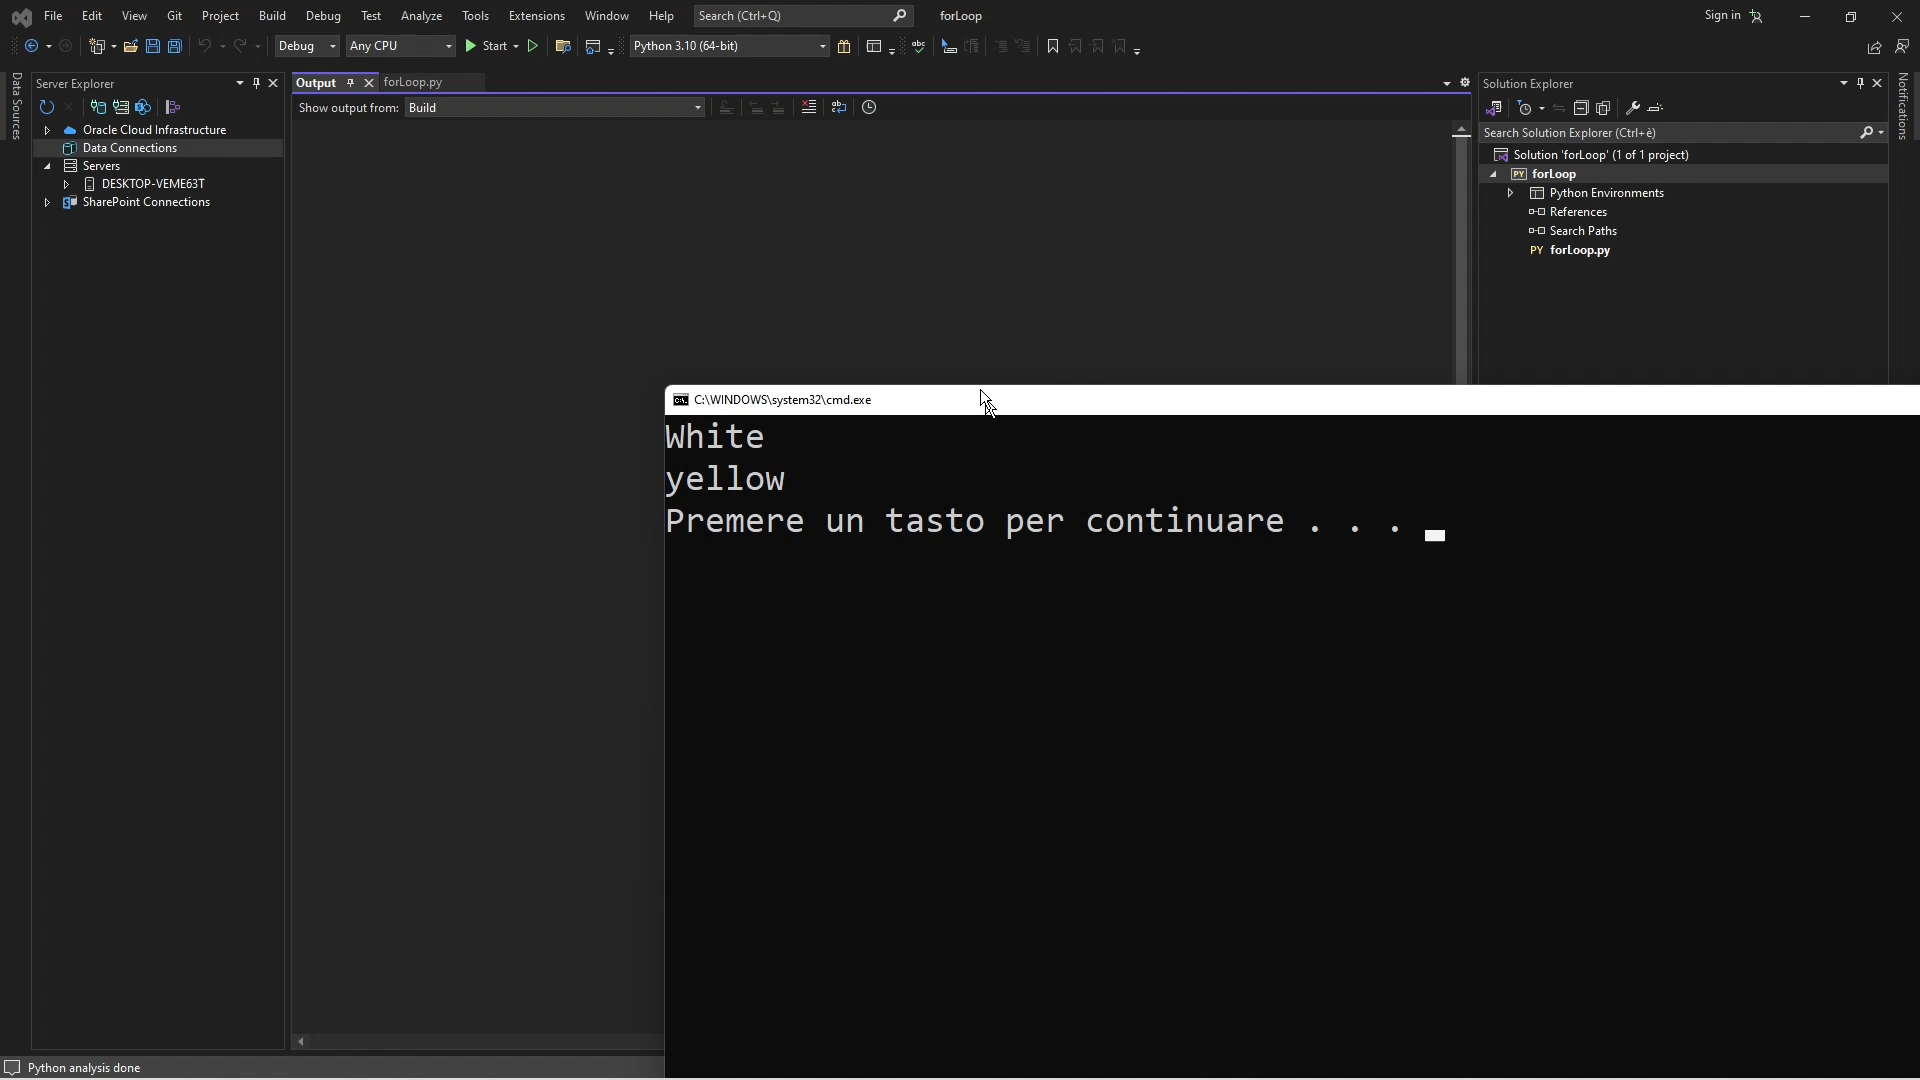 File Edit View Git Project Build Debug Test Analyze Tools Extensions Window Help Search (Ctrl+Q) forLoop Sign in
Debug Any CPU Start Python 3.10 (64-bit)
Data Sources
Server Explorer
Oracle Cloud Infrastructure
Data Connections
Servers
DESKTOP-VEME63T
SharePoint Connections
Output forLoop.py
Show output from: Build
Solution Explorer
Search Solution Explorer (Ctrl+è)
Solution 'forLoop' (1 of 1 project)
PY forLoop
Python Environments
References
Search Paths
PY forLoop.py
Notifications
C:\WINDOWS\system32\cmd.exe
White
yellow
Premere un tasto per continuare . . .
Python analysis done